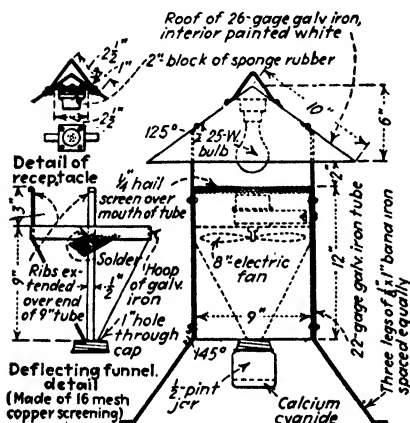 Roof of 26-gage galv iron,
interior painted white
2 1/2"
1"
2" block of sponge rubber
2 1/2"
10"
6"
125°
25-W.
bulb
Detail of
receptacle
1/4" hail
screen over
mouth of tube
2"
3"
9"
Solder
Ribs ex-
tended
over end
of 9" tube
1/2"
Hoop
of galv.
iron
1" hole
through
cap
8" electric
fan
12"
9"
22-gage galv. iron tube
Three legs of 1/8" x 1" band iron
spaced equally
145°
Deflecting funnel.
detail
(Made of 16 mesh
copper screening)
1/2-pint
jar
Calcium
cyanide